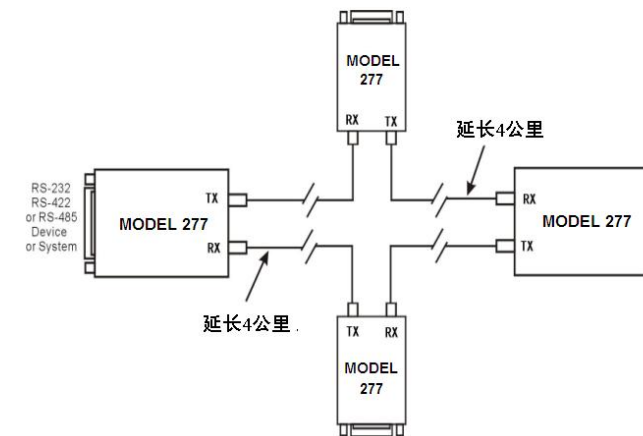 MODEL
277
RX TX
延长4公里
RS-232
RS-422
or RS-485
Device
or System
TX
MODEL 277
RX
RX
MODEL 277
TX
延长4公里.
TX RX
MODEL
277